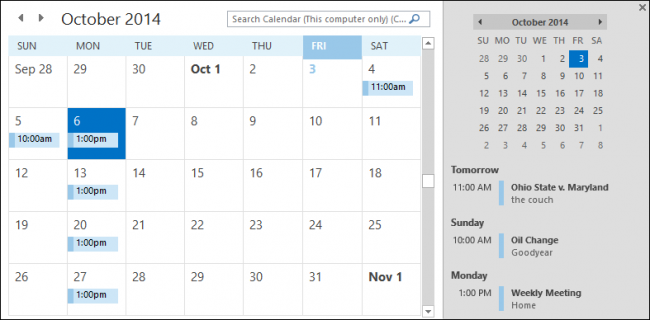 October 2014
Search Calendar (This computer only) (C...
SUN MON TUE WED THU FRI SAT
Sep 28 29 30 Oct 1 2 3 4
11:00am
5 6 7 8 9 10 11
10:00am 1:00pm
12 13 14 15 16 17 18
1:00pm
19 20 21 22 23 24 25
1:00pm
26 27 28 29 30 31 Nov 1
1:00pm
October 2014
SU MO TU WE TH FR SA
28 29 30 1 2 3 4
5 6 7 8 9 10 11
12 13 14 15 16 17 18
19 20 21 22 23 24 25
26 27 28 29 30 31 1
2 3 4 5 6 7 8
Tomorrow
11:00 AM Ohio State v. Maryland
the couch
Sunday
10:00 AM Oil Change
Goodyear
Monday
1:00 PM Weekly Meeting
Home